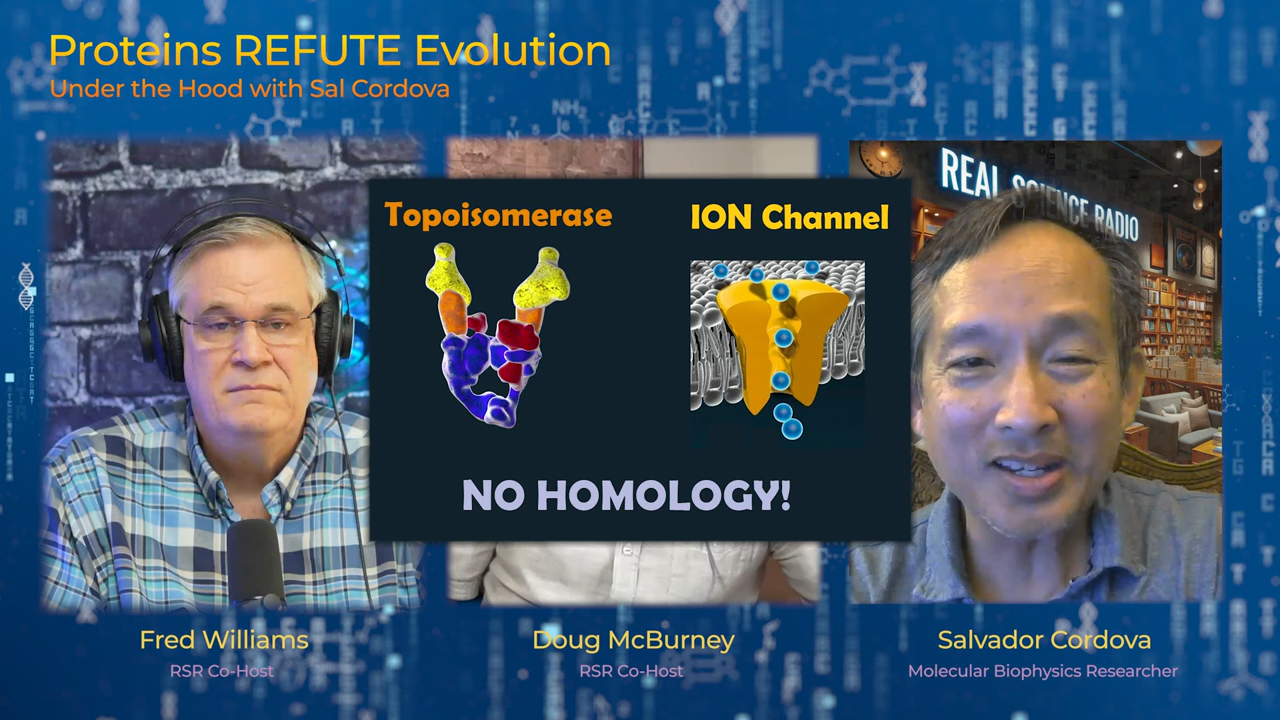 Proteins REFUTE Evolution
Under the Hood with Sal Cordova
NH₂
REAL SCIENCE RADIO
Topoisomerase
ION Channel
NO HOMOLOGY!
Fred Williams
Doug McBurney
Salvador Cordova
RSR Co-Host
RSR Co-Host
Molecular Biophysics Researcher